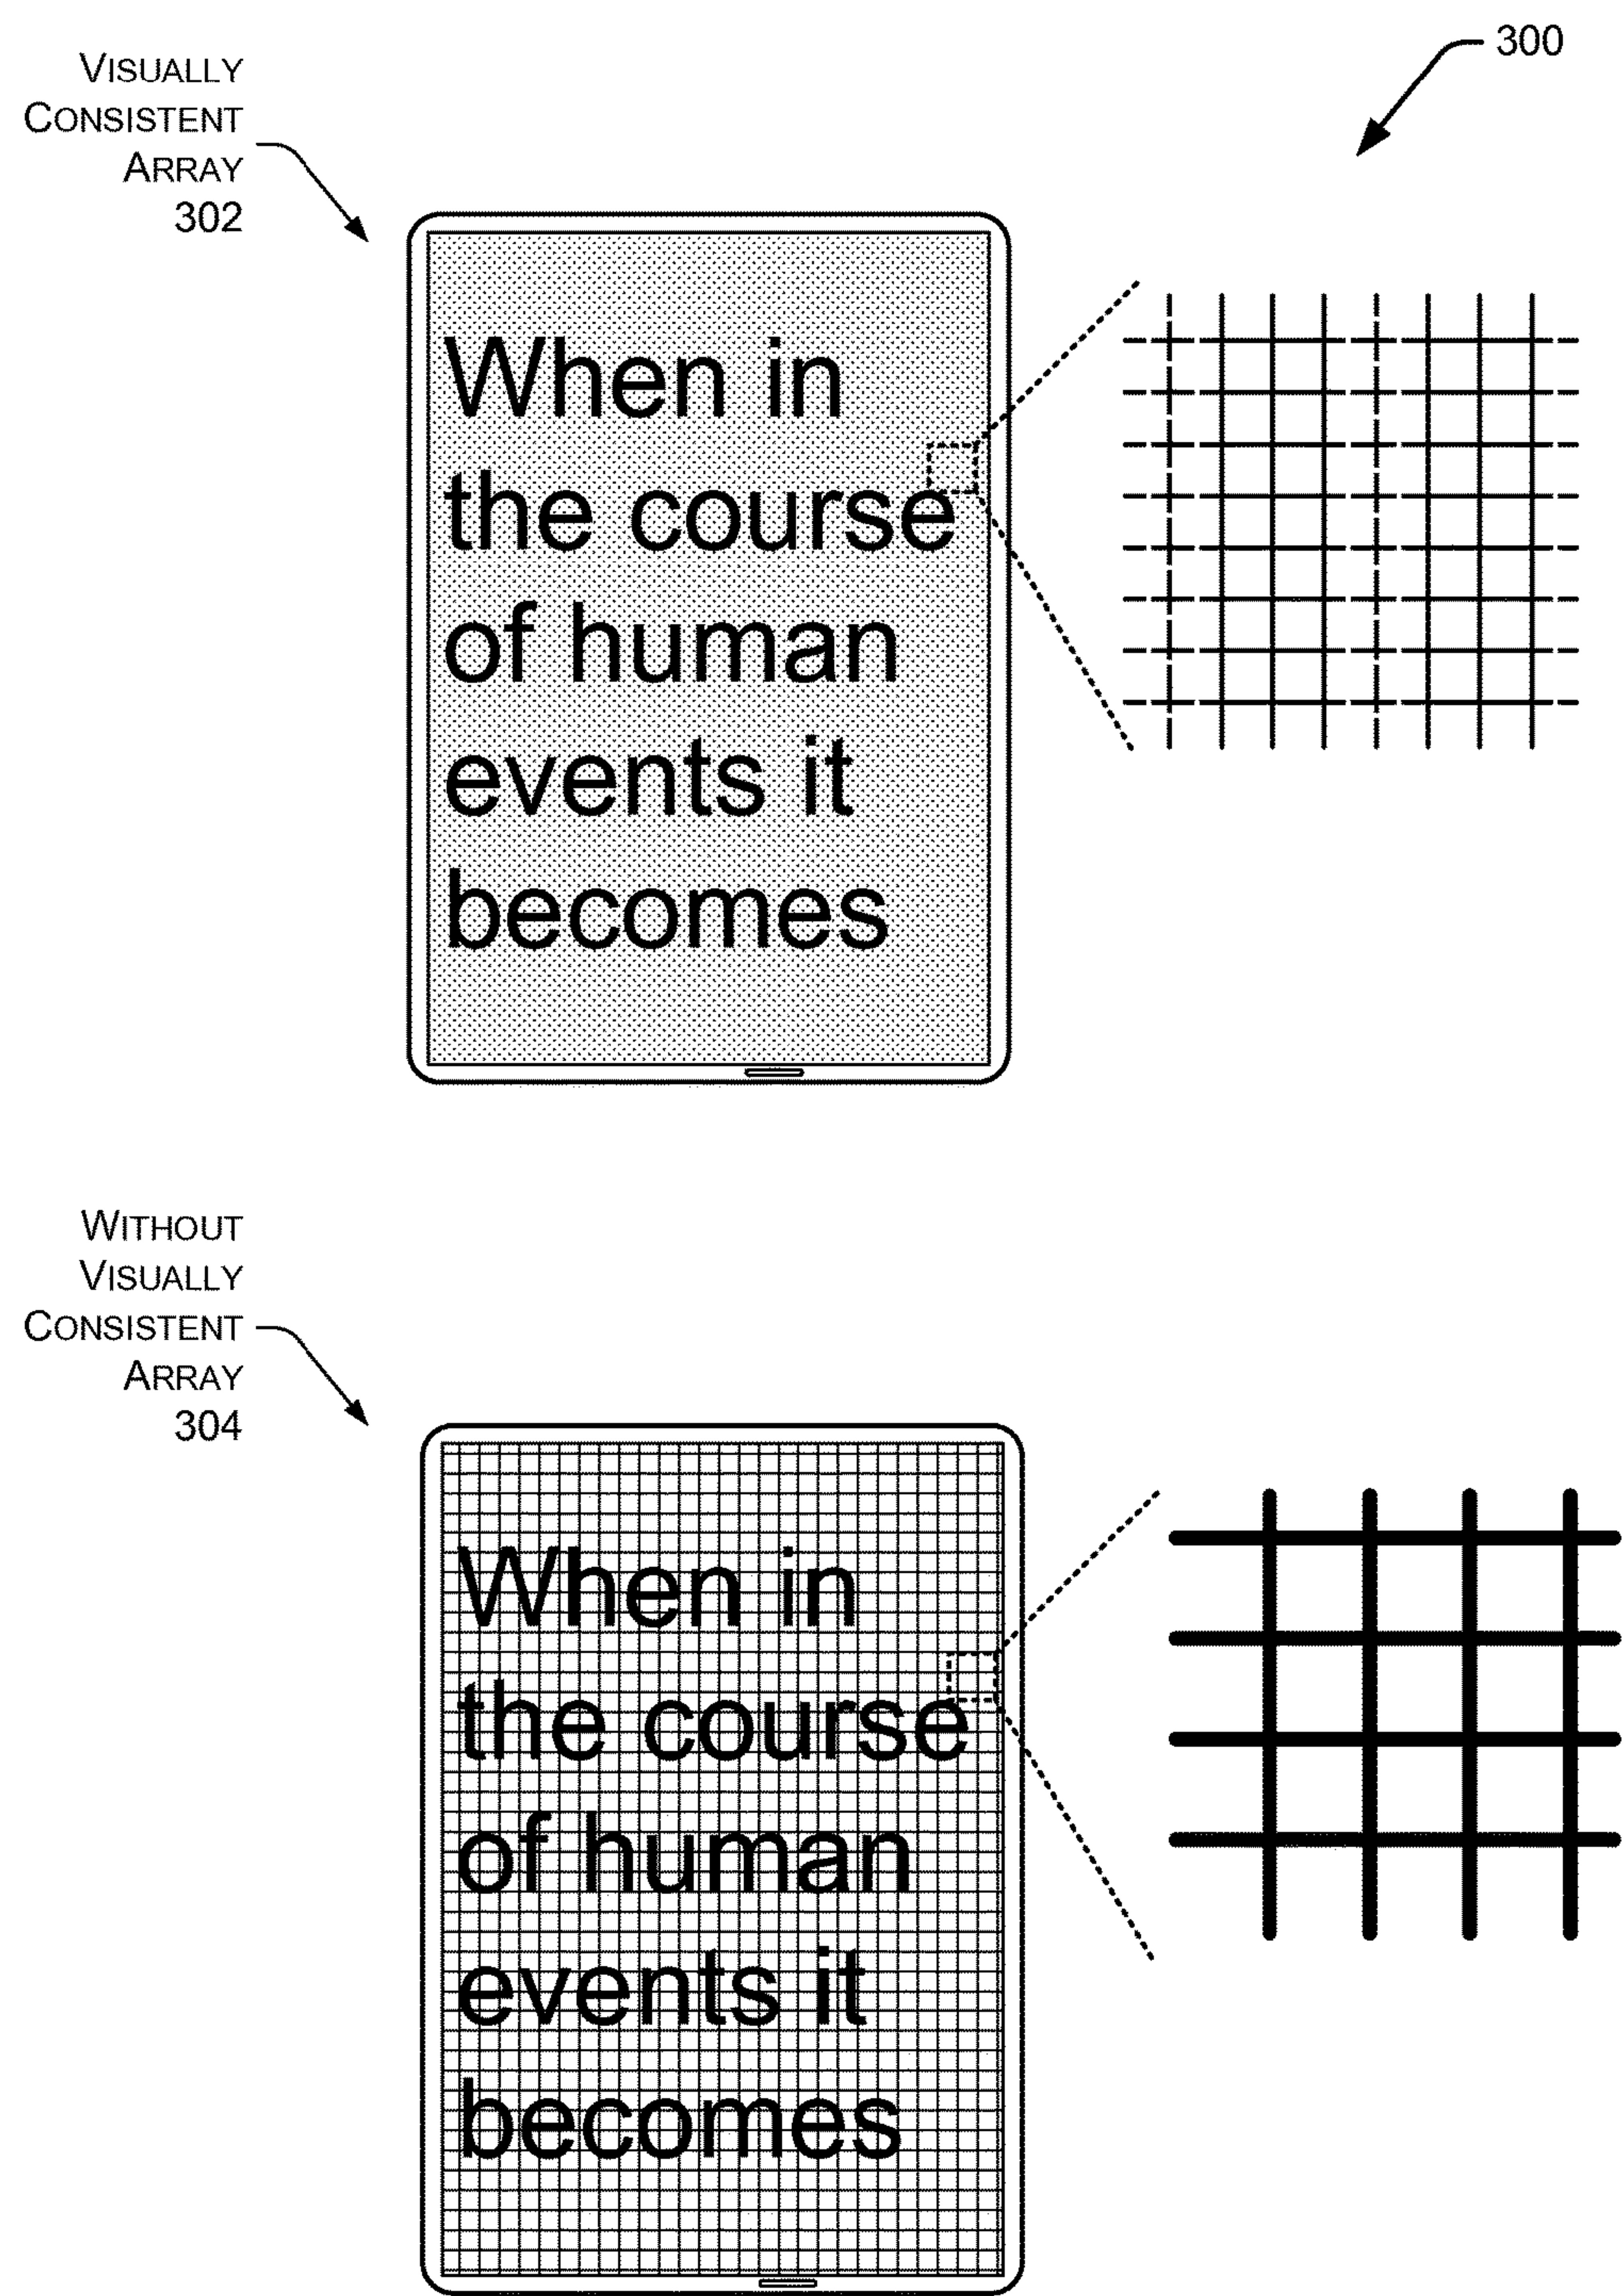 300
VISUALLY
CONSISTENT
ARRAY
302
When in
the course
of human
events it
becomes
WITHOUT
VISUALLY
CONSISTENT
ARRAY
304
When in
the course
of human
events it
becomes